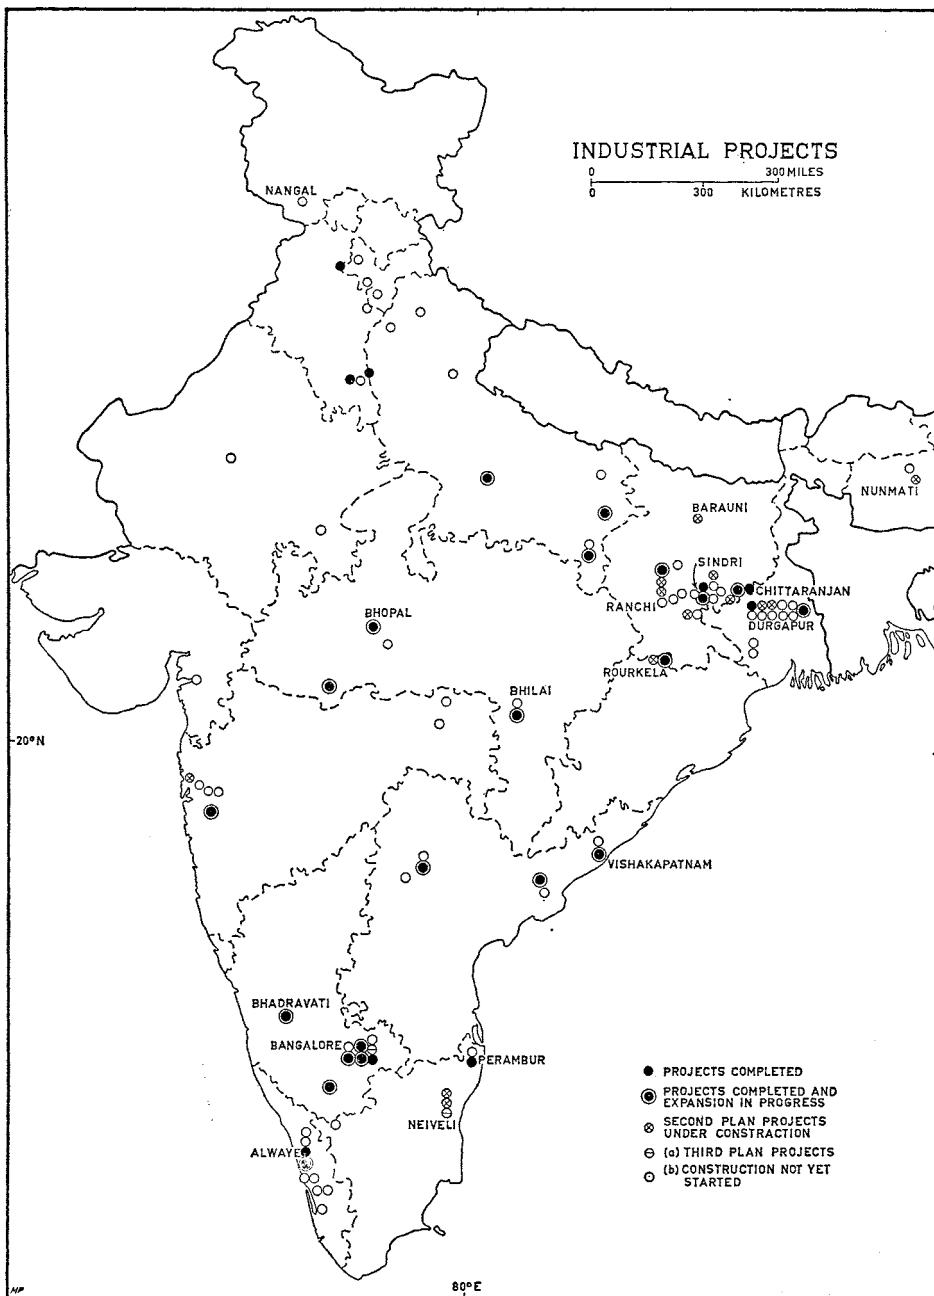 INDUSTRIAL PROJECTS
0 300 MILES
0 300 KILOMETRES
NANGAL
NUNMATI
BARAUNI
SINDRI
CHITTARANJAN
RANCHI
DURGAPUR
BHOPAL
ROURKELA
BHILAI
20°N
VISHAKAPATNAM
BHADRAVATI
BANGALORE
PERAMBUR
NEIVELI
ALWAYE
PROJECTS COMPLETED
PROJECTS COMPLETED AND
EXPANSION IN PROGRESS
SECOND PLAN PROJECTS
UNDER CONSTRACTION
(a) THIRD PLAN PROJECTS
(b) CONSTRUCTION NOT YET
STARTED
80°E
MP